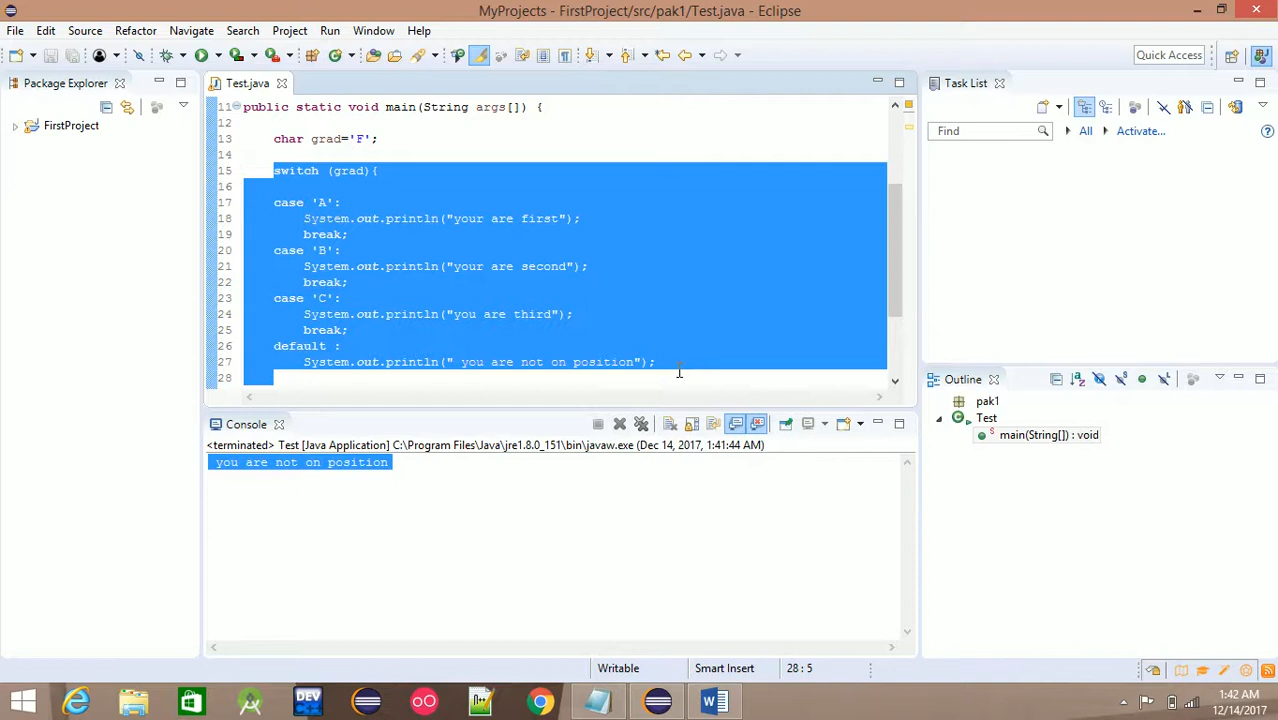 MyProjects - FirstProject/src/pak1/Test.java - Eclipse
File Edit Source Refactor Navigate Search Project Run Window Help
Quick Access
Package Explorer
FirstProject
Test.java
11 public static void main(String args[]) {
12
13 char grad='F';
14
15 switch (grad){
16
17 case 'A':
18 System.out.println("your are first");
19 break;
20 case 'B':
21 System.out.println("your are second");
22 break;
23 case 'C':
24 System.out.println("you are third");
25 break;
26 default :
27 System.out.println(" you are not on position");
28
Task List
Find All Activate...
Outline
pak1
Test
main(String[]) : void
Console
<terminated> Test [Java Application] C:\Program Files\Java\jre1.8.0_151\bin\javaw.exe (Dec 14, 2017, 1:41:44 AM)
you are not on position
Writable Smart Insert 28 : 5
DEV
1:42 AM
12/14/2017